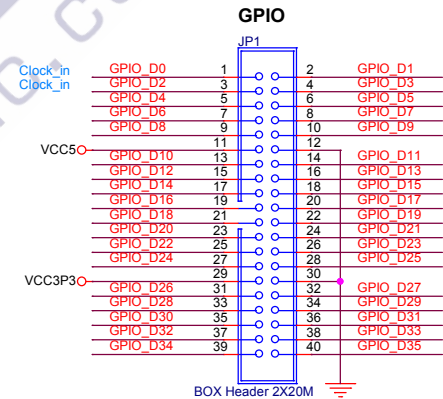 GPIO
JP1
Clock_in GPIO_D0 1 2 GPIO_D1
Clock_in GPIO_D2 3 4 GPIO_D3
GPIO_D4 5 6 GPIO_D5
GPIO_D6 7 8 GPIO_D7
GPIO_D8 9 10 GPIO_D9
VCC5 11 12
GPIO_D10 13 14 GPIO_D11
GPIO_D12 15 16 GPIO_D13
GPIO_D14 17 18 GPIO_D15
GPIO_D16 19 20 GPIO_D17
GPIO_D18 21 22 GPIO_D19
GPIO_D20 23 24 GPIO_D21
GPIO_D22 25 26 GPIO_D23
GPIO_D24 27 28 GPIO_D25
VCC3P3 29 30
GPIO_D26 31 32 GPIO_D27
GPIO_D28 33 34 GPIO_D29
GPIO_D30 35 36 GPIO_D31
GPIO_D32 37 38 GPIO_D33
GPIO_D34 39 40 GPIO_D35
BOX Header 2X20M